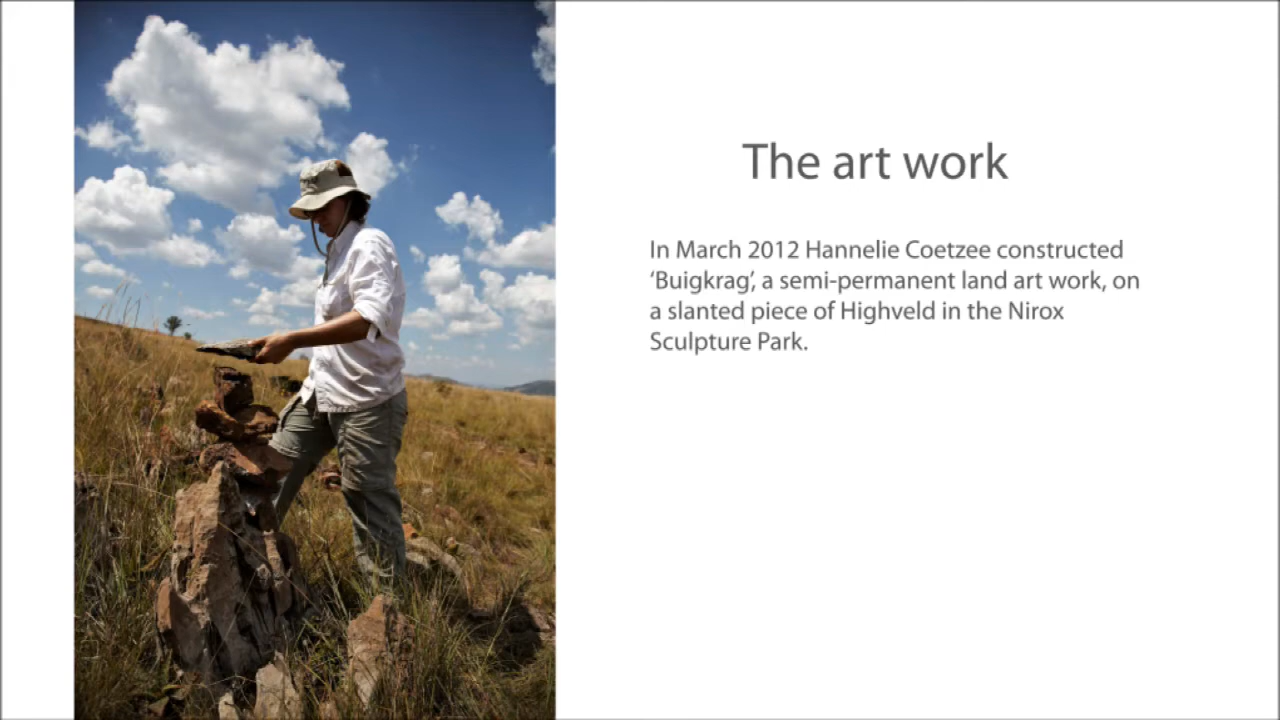 The art work
In March 2012 Hannelie Coetzee constructed
‘Buigkrag’, a semi-permanent land art work, on
a slanted piece of Highveld in the Nirox
Sculpture Park.